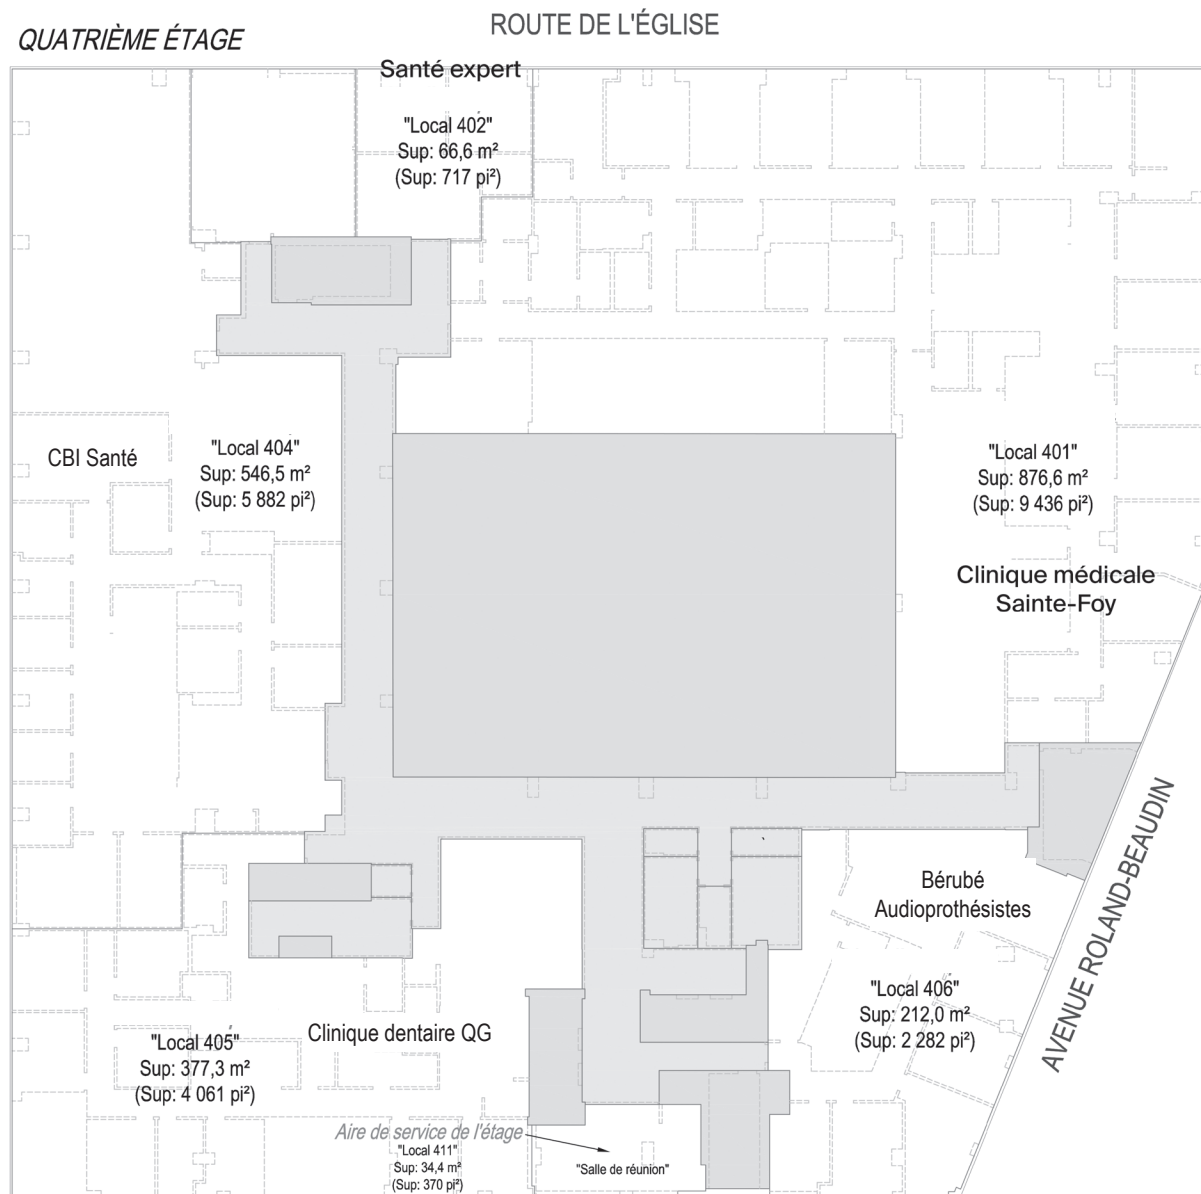 QUATRIÈME ÉTAGE
ROUTE DE L'ÉGLISE
Santé expert
"Local 402"
Sup: 66,6 m²
(Sup: 717 pi²)
CBI Santé
"Local 404"
Sup: 546,5 m²
(Sup: 5 882 pi²)
"Local 401"
Sup: 876,6 m²
(Sup: 9 436 pi²)
Clinique médicale
Sainte-Foy
AVENUE ROLAND-BEAUDIN
Bérubé
Audioprothésistes
"Local 406"
Sup: 212,0 m²
(Sup: 2 282 pi²)
Clinique dentaire QG
"Local 405"
Sup: 377,3 m²
(Sup: 4 061 pi²)
Aire de service de l'étage
"Local 411"
Sup: 34,4 m²
(Sup: 370 pi²)
"Salle de réunion"